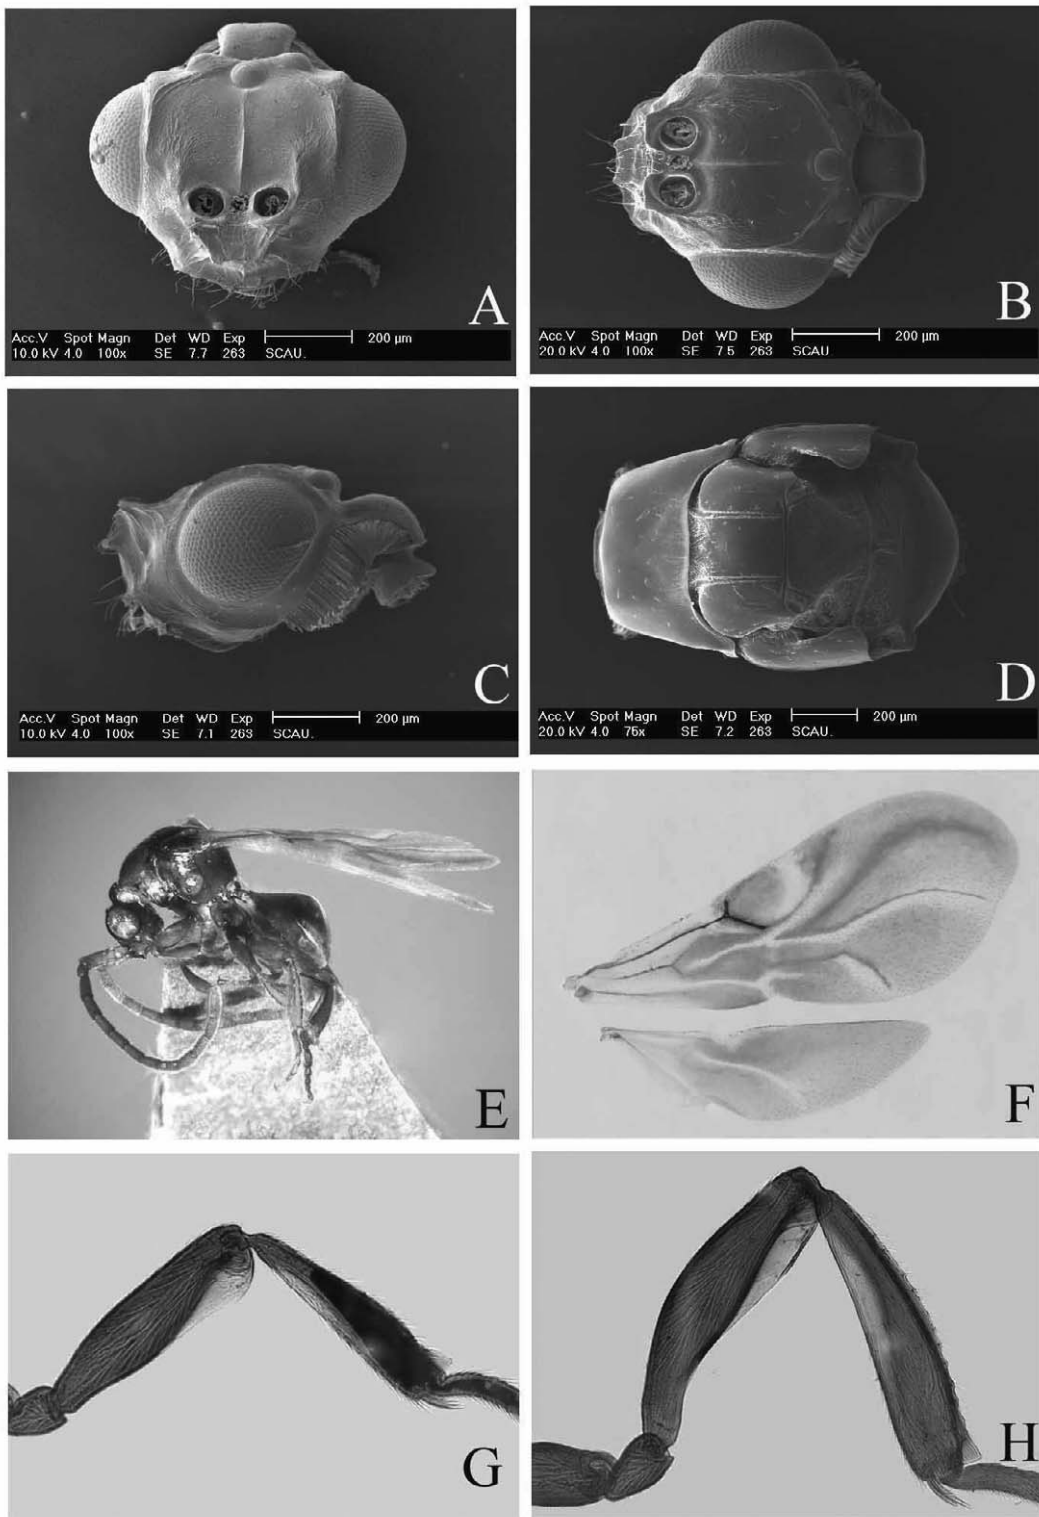 A
Acc.V Spot Magn Det WD Exp 200 µm
10.0 kV 4.0 100x SE 7.7 263 SCAU.
B
Acc.V Spot Magn Det WD Exp 200 µm
20.0 kV 4.0 100x SE 7.5 263 SCAU
C
Acc.V Spot Magn Det WD Exp 200 µm
10.0 kV 4.0 100x SE 7.1 263 SCAU.
D
Acc.V Spot Magn Det WD Exp 200 µm
20.0 kV 4.0 75x SE 7.2 263 SCAU.
E
F
G
H